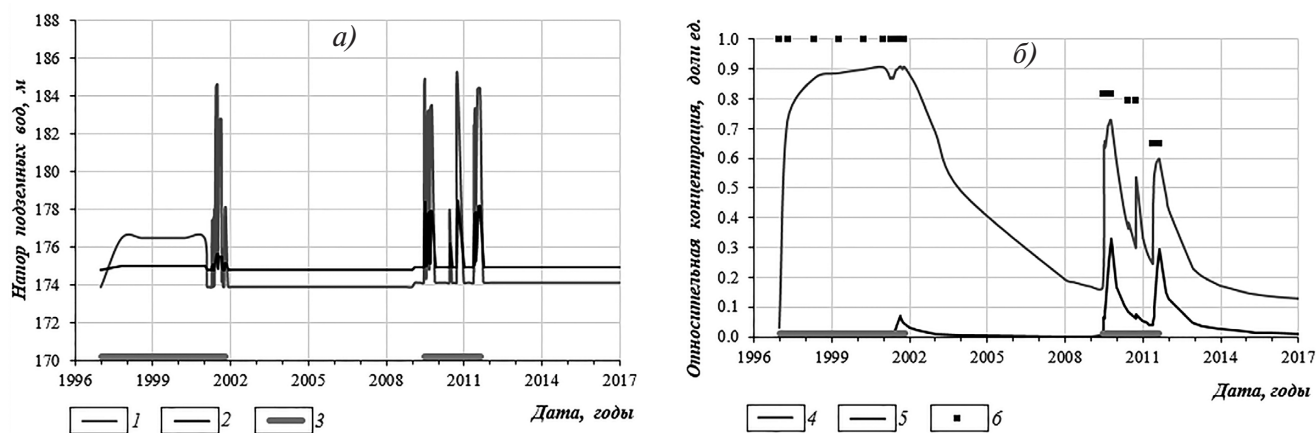 а)
Напор подземных вод, м
188
186
184
182
180
178
176
174
172
170
1996 1999 2002 2005 2008 2011 2014 2017
Дата, годы
1 2 3
б)
Относительная концентрация, доли ед.
1.0
0.9
0.8
0.7
0.6
0.5
0.4
0.3
0.2
0.1
0.0
1996 1999 2002 2005 2008 2011 2014 2017
Дата, годы
4 5 6